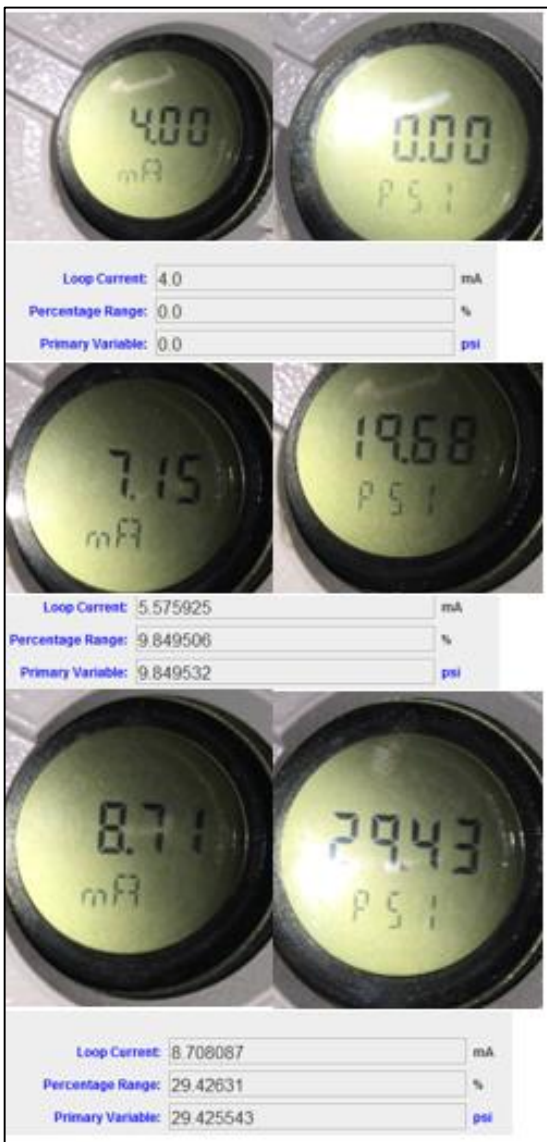 4.00 0.00
mA PSI
Loop Current: 4.0 mA
Percentage Range: 0.0 %
Primary Variable: 0.0 psi
7.15 19.68
mA PSI
Loop Current: 5.575925 mA
Percentage Range: 9.849506 %
Primary Variable: 9.849532 psi
8.71 29.43
mA PSI
Loop Current: 8.708087 mA
Percentage Range: 29.42631 %
Primary Variable: 29.425543 psi